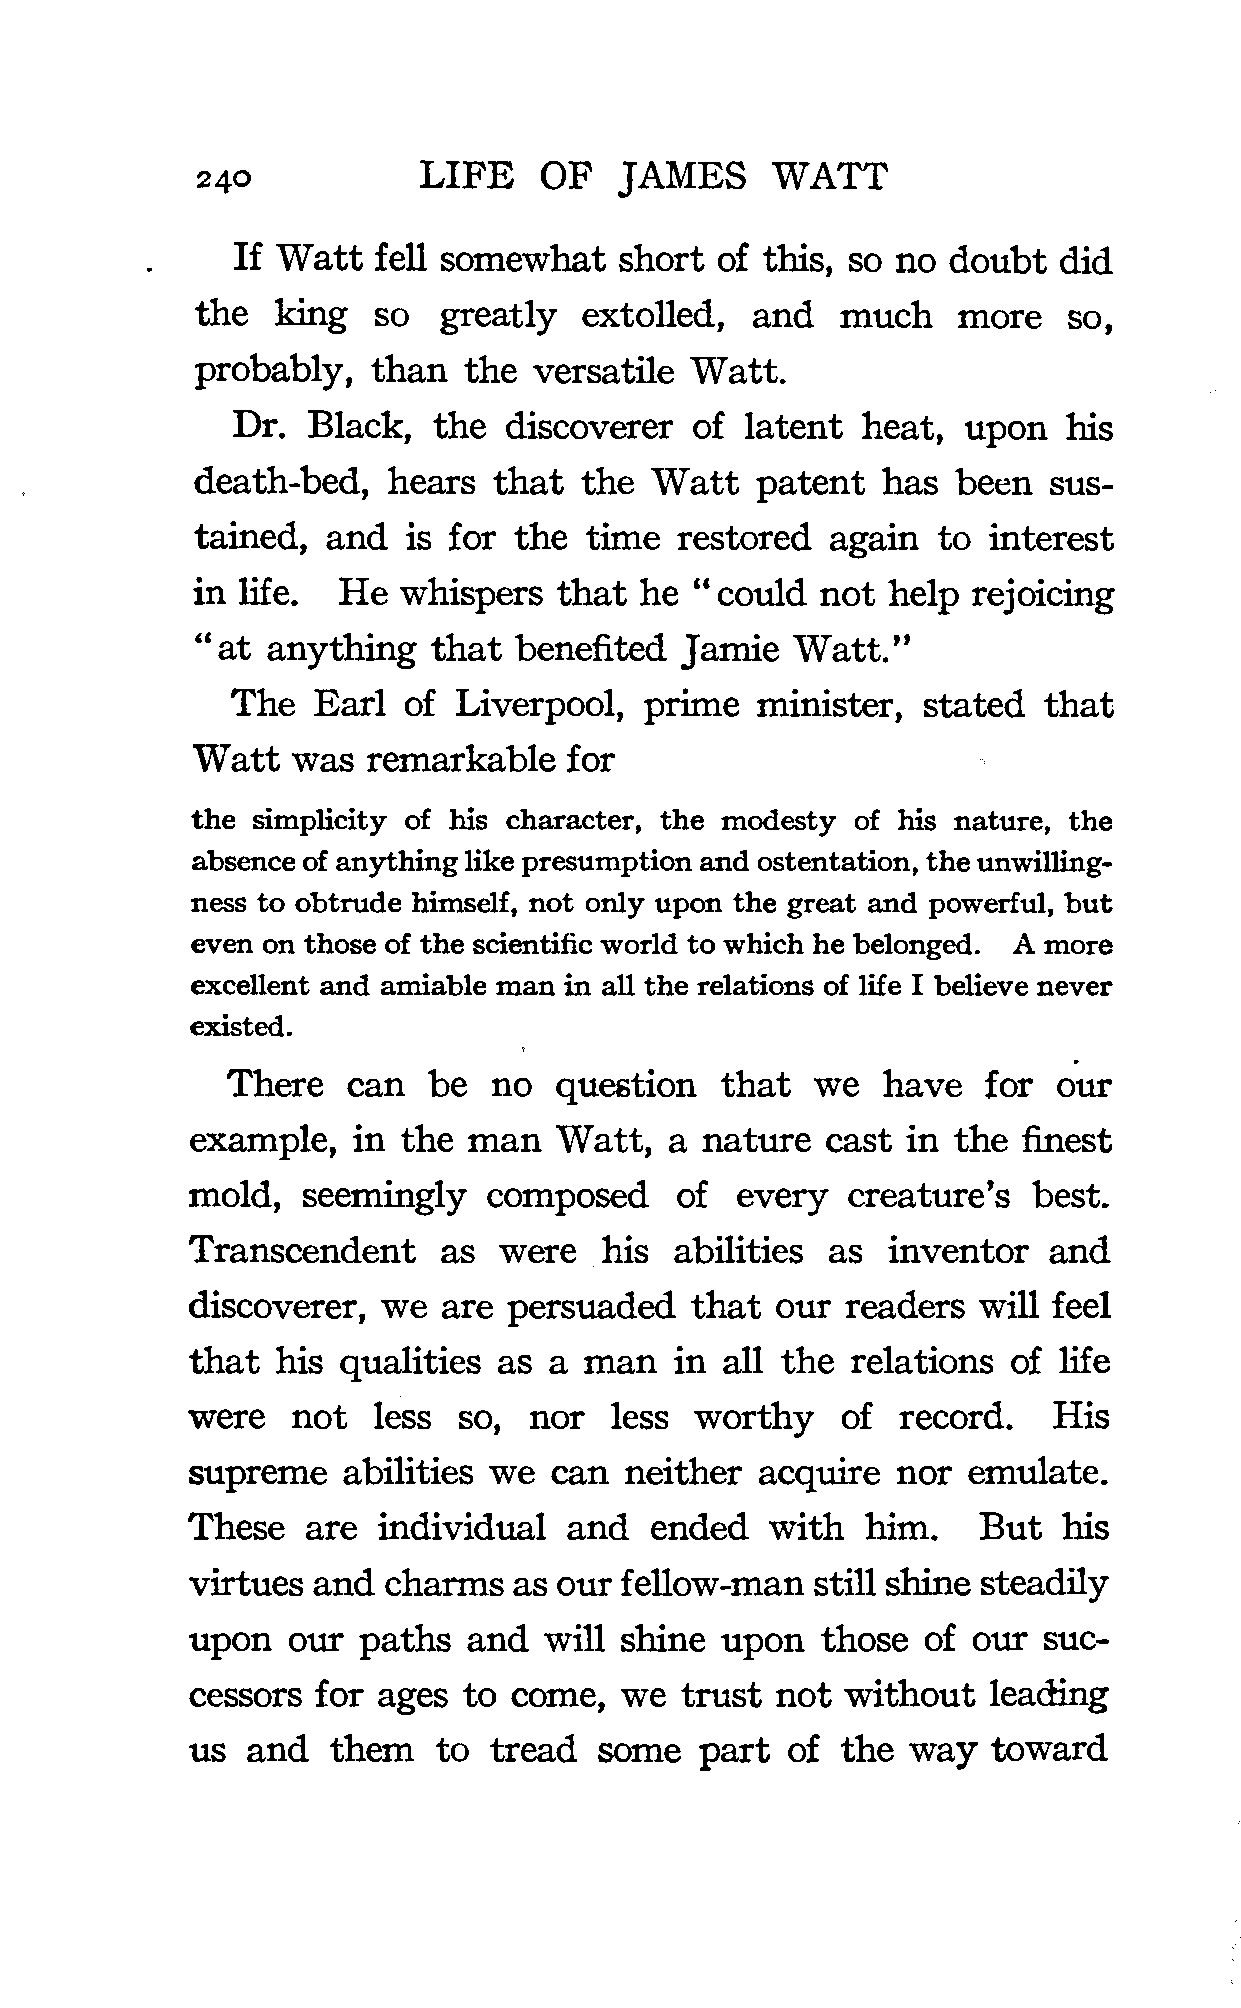 240 LIFE OF JAMES WATT
If Watt fell somewhat short of this, so no doubt did
the king so greatly extolled, and much more so,
probably, than the versatile Watt.
Dr. Black, the discoverer of latent heat, upon his
death-bed, hears that the Watt patent has been sus-
tained, and is for the time restored again to interest
in life. He whispers that he "could not help rejoicing
"at anything that benefited Jamie Watt."
The Earl of Liverpool, prime minister, stated that
Watt was remarkable for
the simplicity of his character, the modesty of his nature, the
absence of anything like presumption and ostentation, the unwilling-
ness to obtrude himself, not only upon the great and powerful, but
even on those of the scientific world to which he belonged. A more
excellent and amiable man in all the relations of life I believe never
existed.
There can be no question that we have for our
example, in the man Watt, a nature cast in the finest
mold, seemingly composed of every creature's best.
Transcendent as were his abilities as inventor and
discoverer, we are persuaded that our readers will feel
that his qualities as a man in all the relations of life
were not less so, nor less worthy of record. His
supreme abilities we can neither acquire nor emulate.
These are individual and ended with him. But his
virtues and charms as our fellow-man still shine steadily
upon our paths and will shine upon those of our suc-
cessors for ages to come, we trust not without leading
us and them to tread some part of the way toward